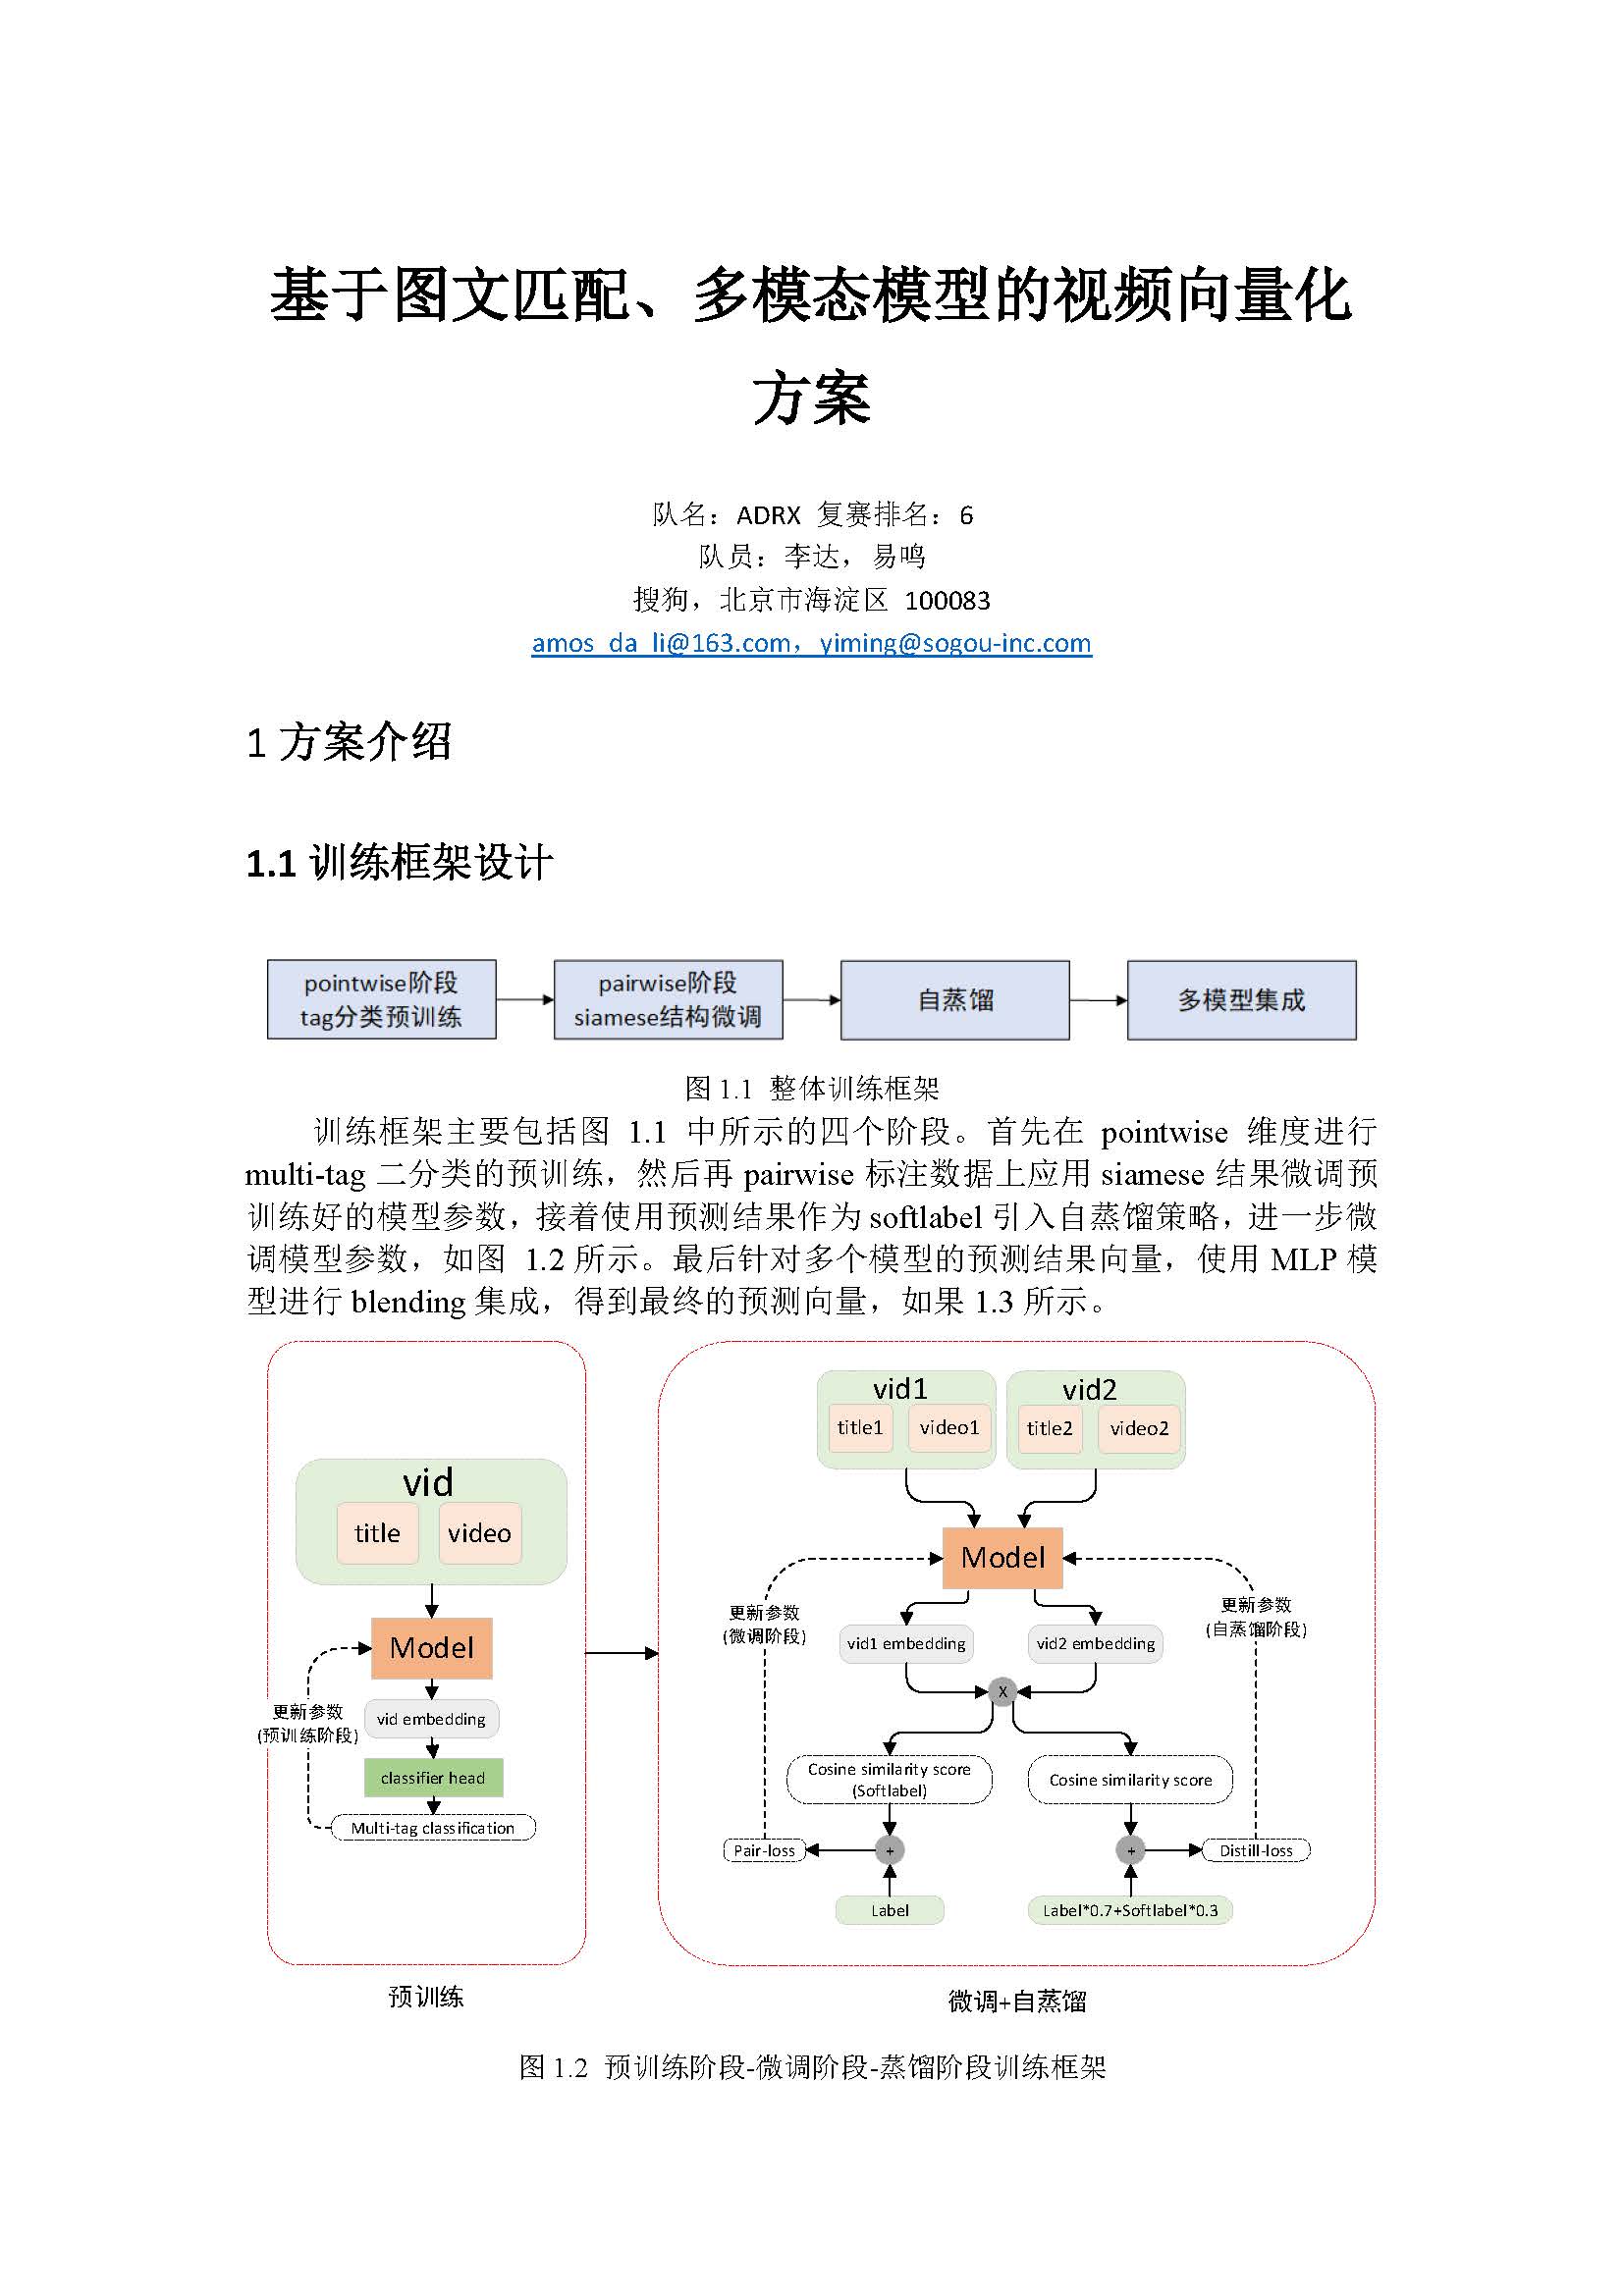 基于图文匹配、多模态模型的视频向量化
方案
队名：ADRX 复赛排名：6
队员：李达，易鸣
搜狗，北京市海淀区 100083
amos_da_li@163.com，yiming@sogou-inc.com
1 方案介绍
1.1 训练框架设计
pointwise阶段
tag分类预训练
pairwise阶段
siamese结构微调
自蒸馏
多模型集成
图 1.1 整体训练框架
训练框架主要包括图 1.1 中所示的四个阶段。首先在 pointwise 维度进行
multi-tag 二分类的预训练，然后再 pairwise 标注数据上应用 siamese 结果微调预
训练好的模型参数，接着使用预测结果作为 softlabel 引入自蒸馏策略，进一步微
调模型参数，如图 1.2 所示。最后针对多个模型的预测结果向量，使用 MLP 模
型进行 blending 集成，得到最终的预测向量，如果 1.3 所示。
vid
title video
Model
更新参数
(预训练阶段)
vid embedding
classifier head
Multi-tag classification
预训练
vid1 vid2
title1 video1 title2 video2
Model
更新参数
(微调阶段)
更新参数
(自蒸馏阶段)
vid1 embedding vid2 embedding
X
Cosine similarity score
(Softlabel)
Cosine similarity score
Pair-loss + + Distill-loss
Label Label*0.7+Softlabel*0.3
微调+自蒸馏
图 1.2 预训练阶段-微调阶段-蒸馏阶段训练框架